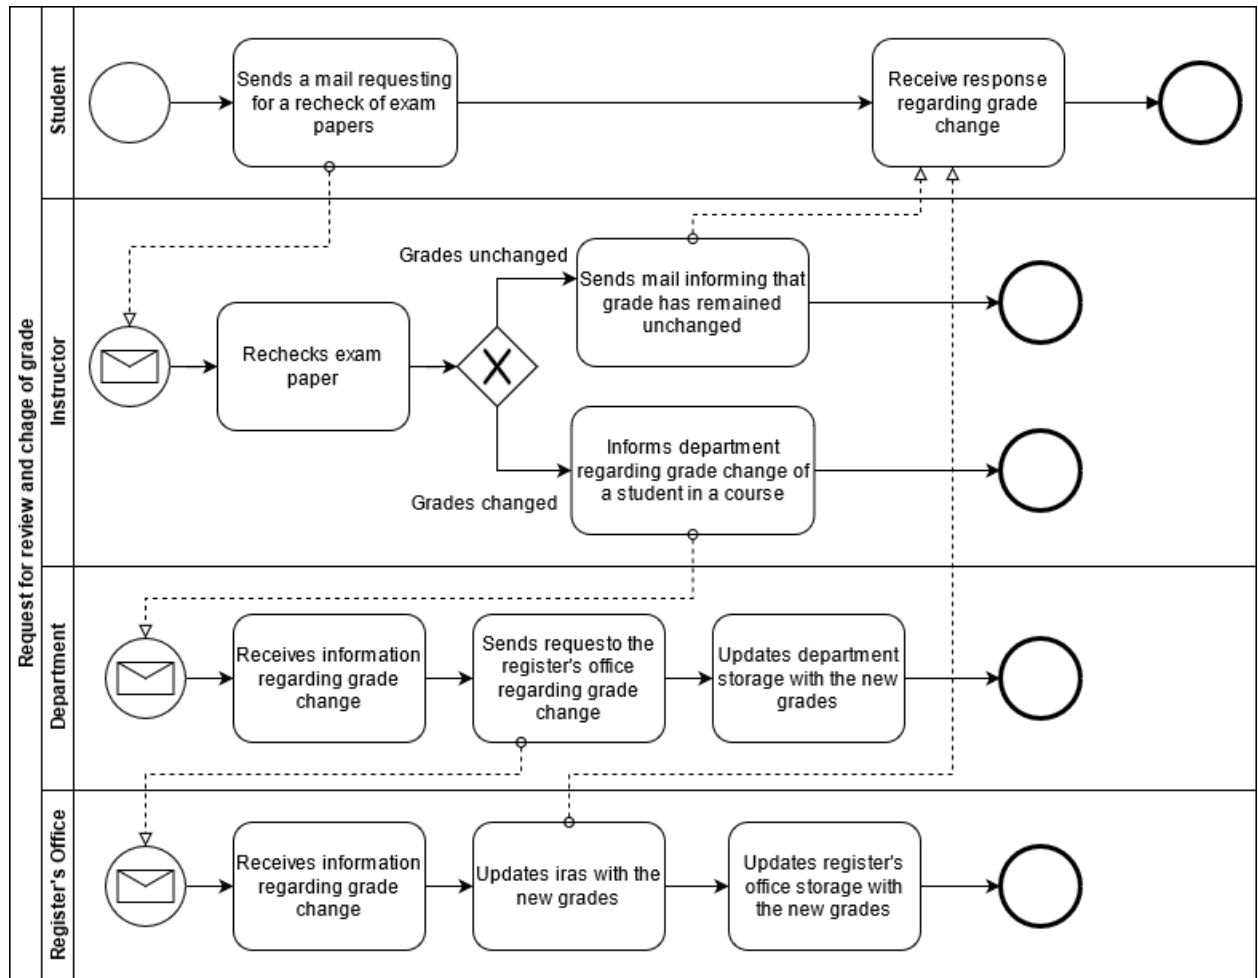 Request for review and chage of grade
Student
Sends a mail requesting
for a recheck of exam
papers
Receive response
regarding grade
change
Instructor
Rechecks exam
paper
Grades unchanged
Sends mail informing that
grade has remained
unchanged
Grades changed
Informs department
regarding grade change of
a student in a course
Department
Receives information
regarding grade
change
Sends requesto the
register's office
regarding grade
change
Updates department
storage with the new
grades
Register's Office
Receives information
regarding grade
change
Updates iras with the
new grades
Updates register's
office storage with
the new grades